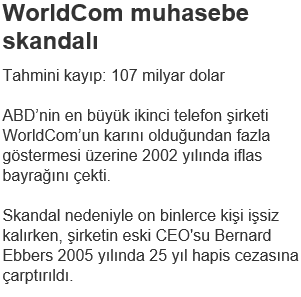 WorldCom muhasebe
skandalı
Tahmini kayıp: 107 milyar dolar
ABD’nin en büyük ikinci telefon şirketi
WorldCom’un karını olduğundan fazla
göstermesi üzerine 2002 yılında iflas
bayrağını çekti.
Skandal nedeniyle on binlerce kişi işsiz
kalırken, şirketin eski CEO'su Bernard
Ebbers 2005 yılında 25 yıl hapis cezasına
çarptırıldı.